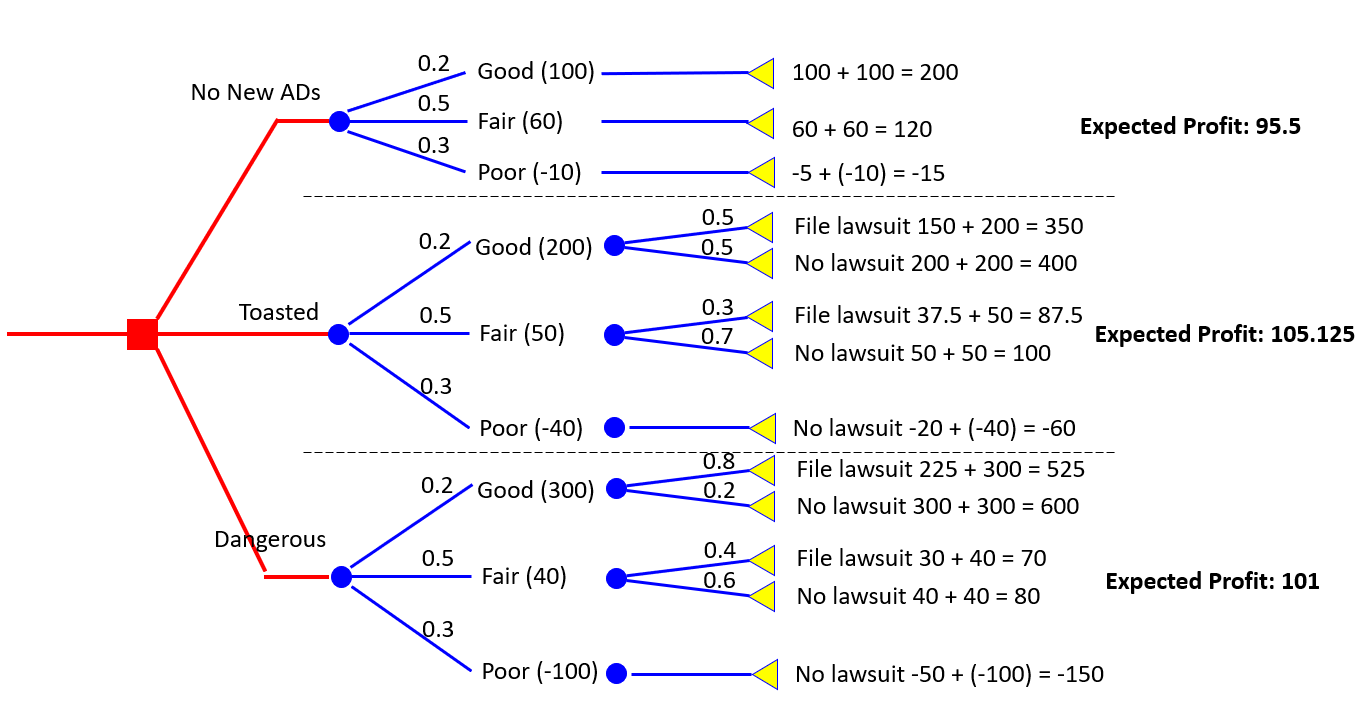 No New ADs
0.2
Good (100)
100 + 100 = 200
0.5
Fair (60)
60 + 60 = 120
Expected Profit: 95.5
0.3
Poor (-10)
-5 + (-10) = -15
Toasted
0.2
Good (200)
0.5
File lawsuit 150 + 200 = 350
0.5
No lawsuit 200 + 200 = 400
0.5
Fair (50)
0.3
File lawsuit 37.5 + 50 = 87.5
0.7
No lawsuit 50 + 50 = 100
Expected Profit: 105.125
0.3
Poor (-40)
No lawsuit -20 + (-40) = -60
Dangerous
0.2
Good (300)
0.8
File lawsuit 225 + 300 = 525
0.2
No lawsuit 300 + 300 = 600
0.5
Fair (40)
0.4
File lawsuit 30 + 40 = 70
0.6
No lawsuit 40 + 40 = 80
Expected Profit: 101
0.3
Poor (-100)
No lawsuit -50 + (-100) = -150